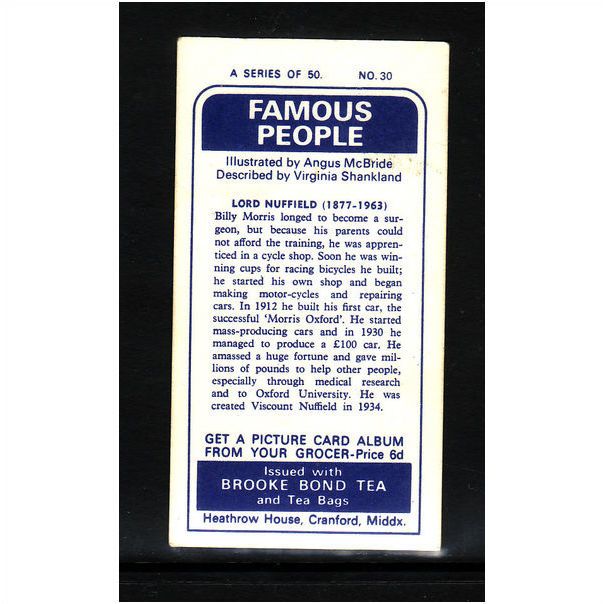 A SERIES OF 50. NO. 30
FAMOUS
PEOPLE
Illustrated by Angus McBride
Described by Virginia Shankland
LORD NUFFIELD (1877-1963)
Billy Morris longed to become a sur-
geon, but because his parents could
not afford the training, he was appren-
ticed in a cycle shop. Soon he was win-
ning cups for racing bicycles he built;
he started his own shop and began
making motor-cycles and repairing
cars. In 1912 he built his first car, the
successful 'Morris Oxford'. He started
mass-producing cars and in 1930 he
managed to produce a £100 car. He
amassed a huge fortune and gave mil-
lions of pounds to help other people,
especially through medical research
and to Oxford University. He was
created Viscount Nuffield in 1934.
GET A PICTURE CARD ALBUM
FROM YOUR GROCER-Price 6d
Issued with
BROOKE BOND TEA
and Tea Bags
Heathrow House, Cranford, Middx.